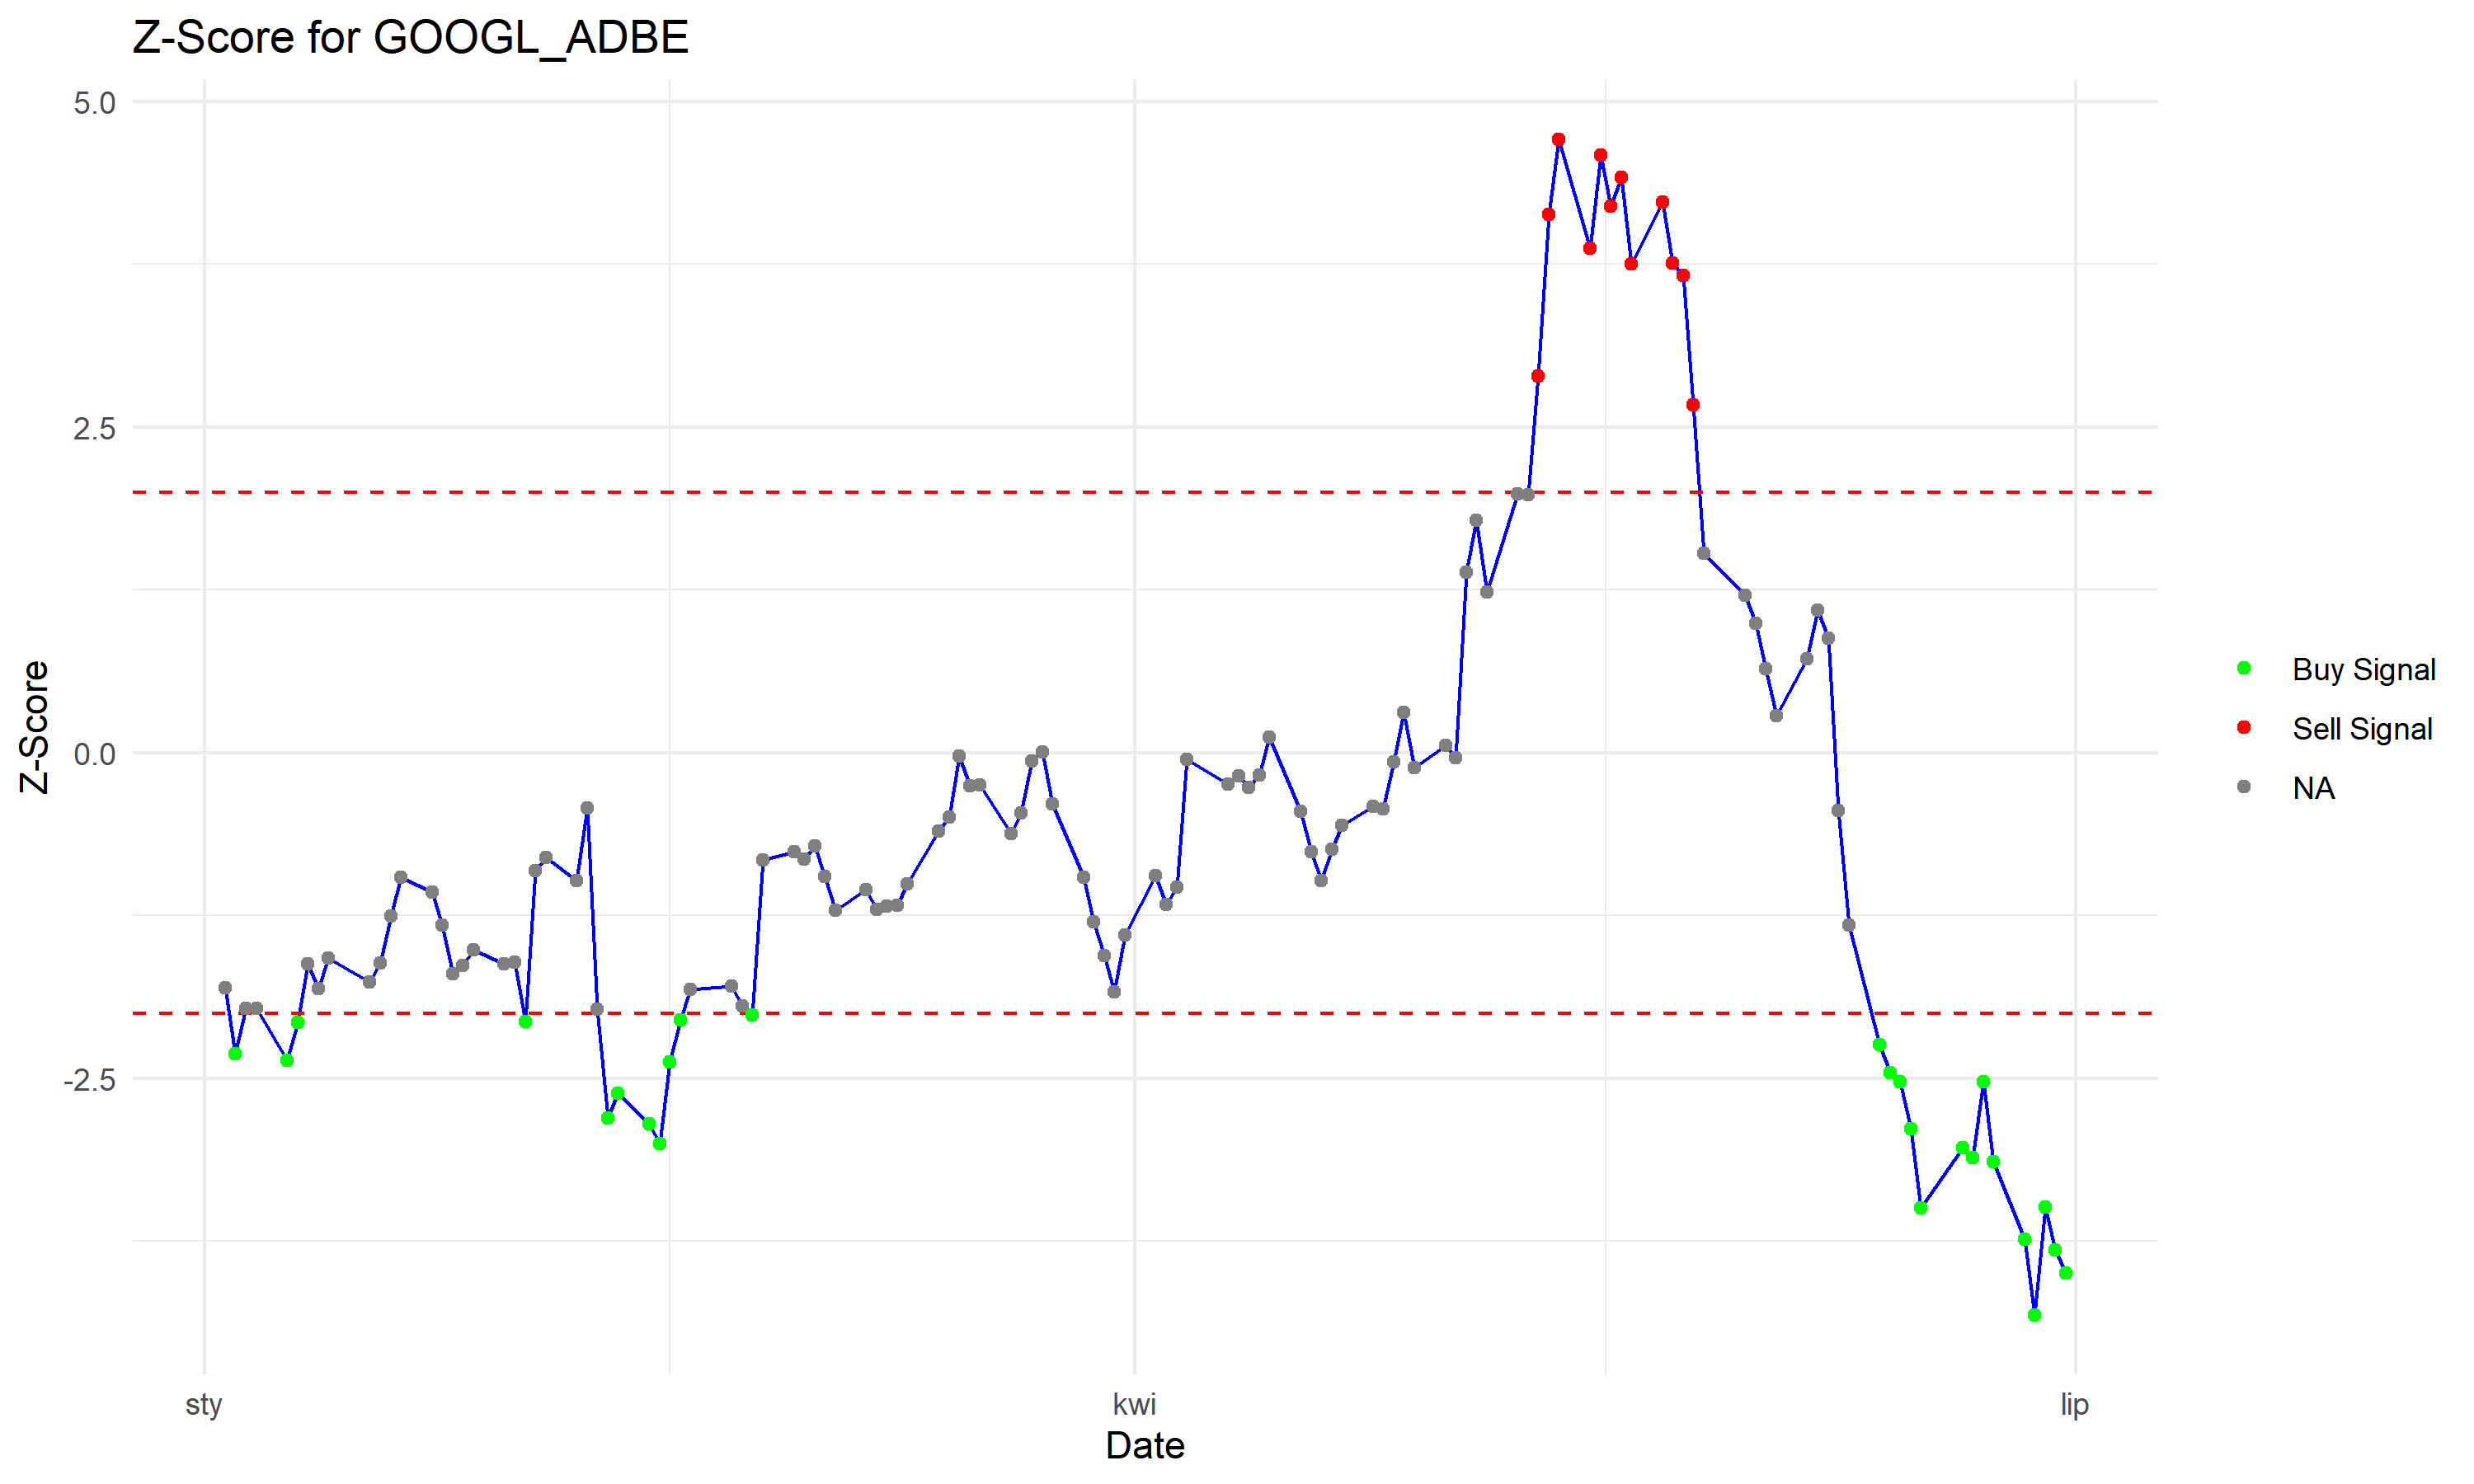 Z-Score for GOOGL_ADBE
5.0
2.5
0.0
-2.5
Z-Score
sty
kwi
lip
Date
Buy Signal
Sell Signal
NA